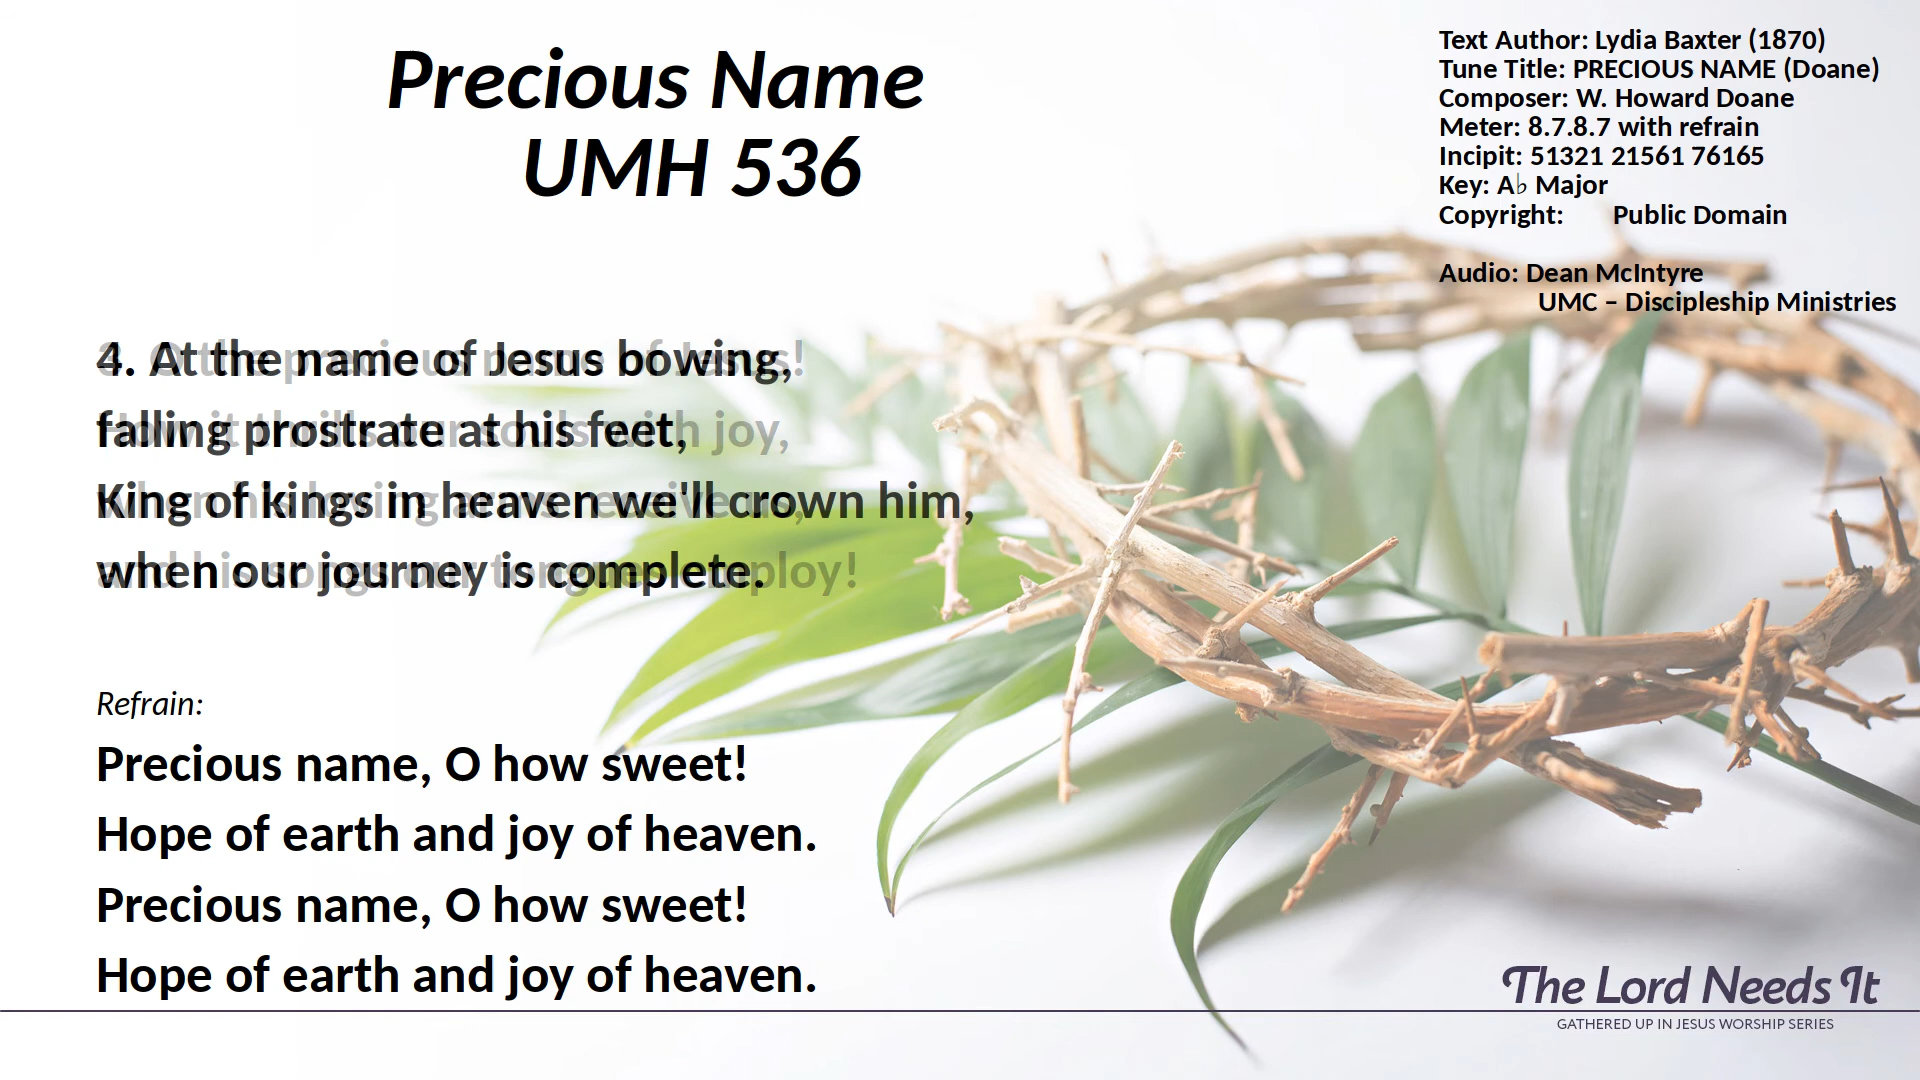 Precious Name
UMH 536
Text Author: Lydia Baxter (1870)
Tune Title: PRECIOUS NAME (Doane)
Composer: W. Howard Doane
Meter: 8.7.8.7 with refrain
Incipit: 51321 21561 76165
Key: A♭ Major
Copyright: Public Domain
Audio: Dean McIntyre
UMC – Discipleship Ministries
4. At the name of Jesus bowing,
falling prostrate at his feet,
King of kings in heaven we'll crown him,
when our journey is complete.
Refrain:
Precious name, O how sweet!
Hope of earth and joy of heaven.
Precious name, O how sweet!
Hope of earth and joy of heaven.
The Lord Needs It
GATHERED UP IN JESUS WORSHIP SERIES